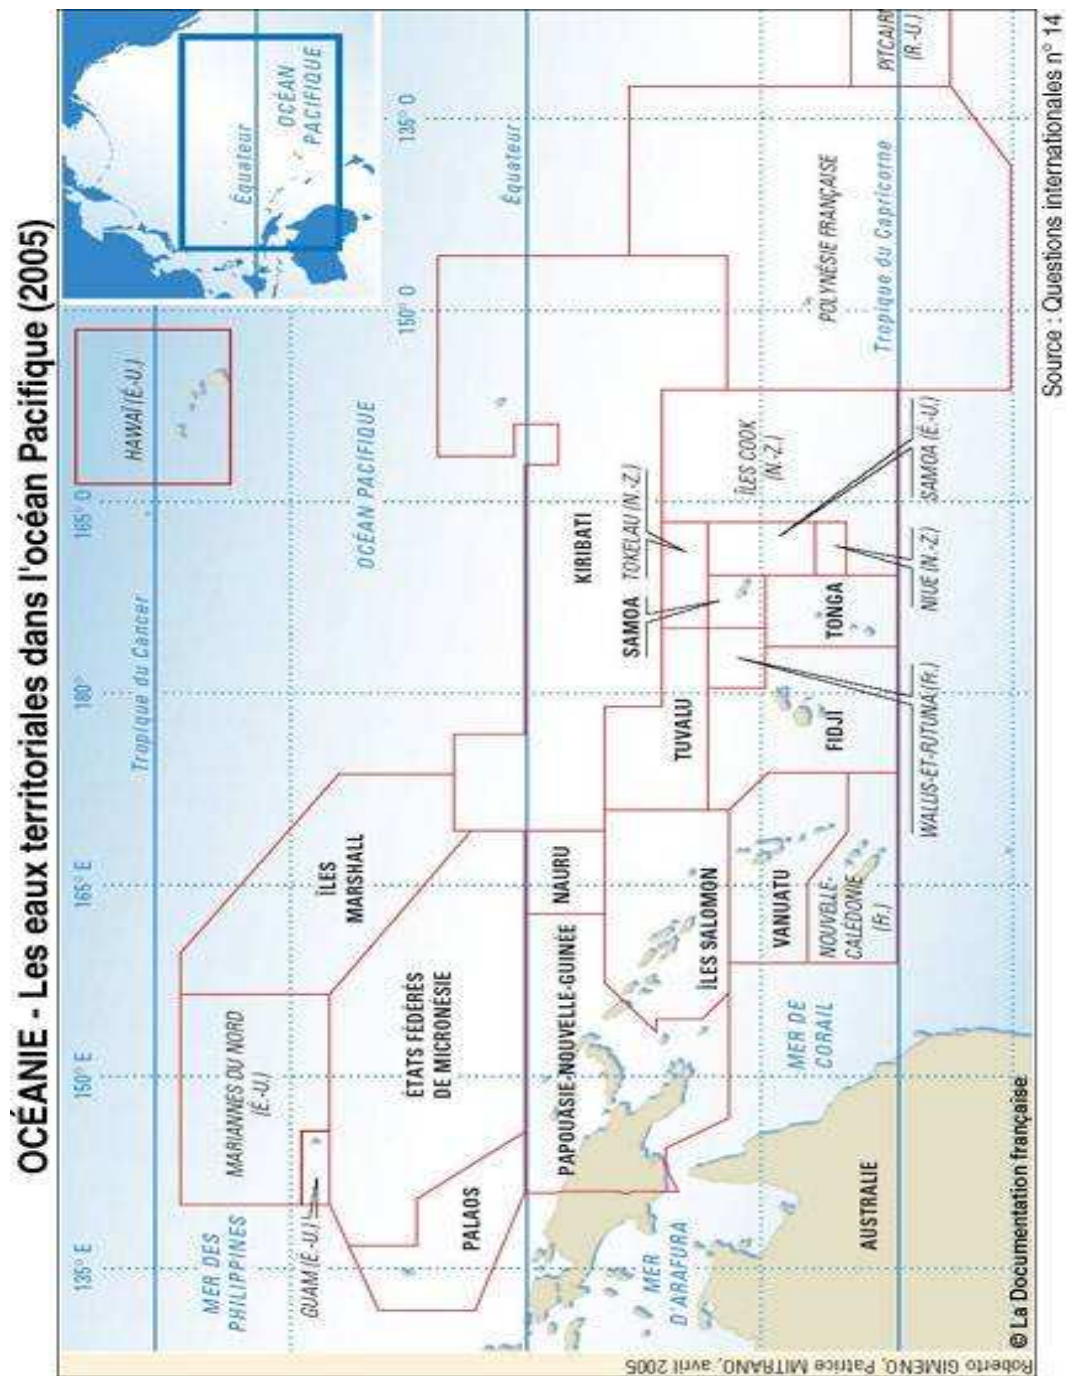 OCÉANIE - Les eaux territoriales dans l'océan Pacifique (2005)
135° E
150° E
166° E
180°
165° O
150° O
135° O
Tropique du Cancer
HAWAÏ (É.-U.)
Équateur
OCÉAN
PACIFIQUE
MER DES
PHILIPPINES
MARIANNES DU NORD
(É.-U.)
GUAM (É.-U.)
ÎLES
MARSHALL
OCÉAN PACIFIQUE
ÉTATS FÉDÉRÉS
DE MICRONÉSIE
PALAOS
Équateur
PAPOUASIE-NOUVELLE-GUINÉE
NAURU
KIRIBATI
TOKELAU (N.-Z.)
SAMOA
TUVALU
MER
D'ARAFURA
ÎLES SALOMON
ÎLES COOK
(N.-Z.)
POLYNÉSIE FRANÇAISE
PITCAIRN
(R.-U.)
MER DE
CORAIL
VANUATU
NOUVELLE-
CALÉDONIE
(Fr.)
FIDJI
TONGA
Tropique du Capricorne
AUSTRALIE
WALLIS-ET-FUTUNA (Fr.)
NIUE (N.-Z.)
SAMOA (É.-U.)
© La Documentation française
Roberto GIMENO, Patrice MITRANO, avril 2005
Source : Questions internationales n° 14